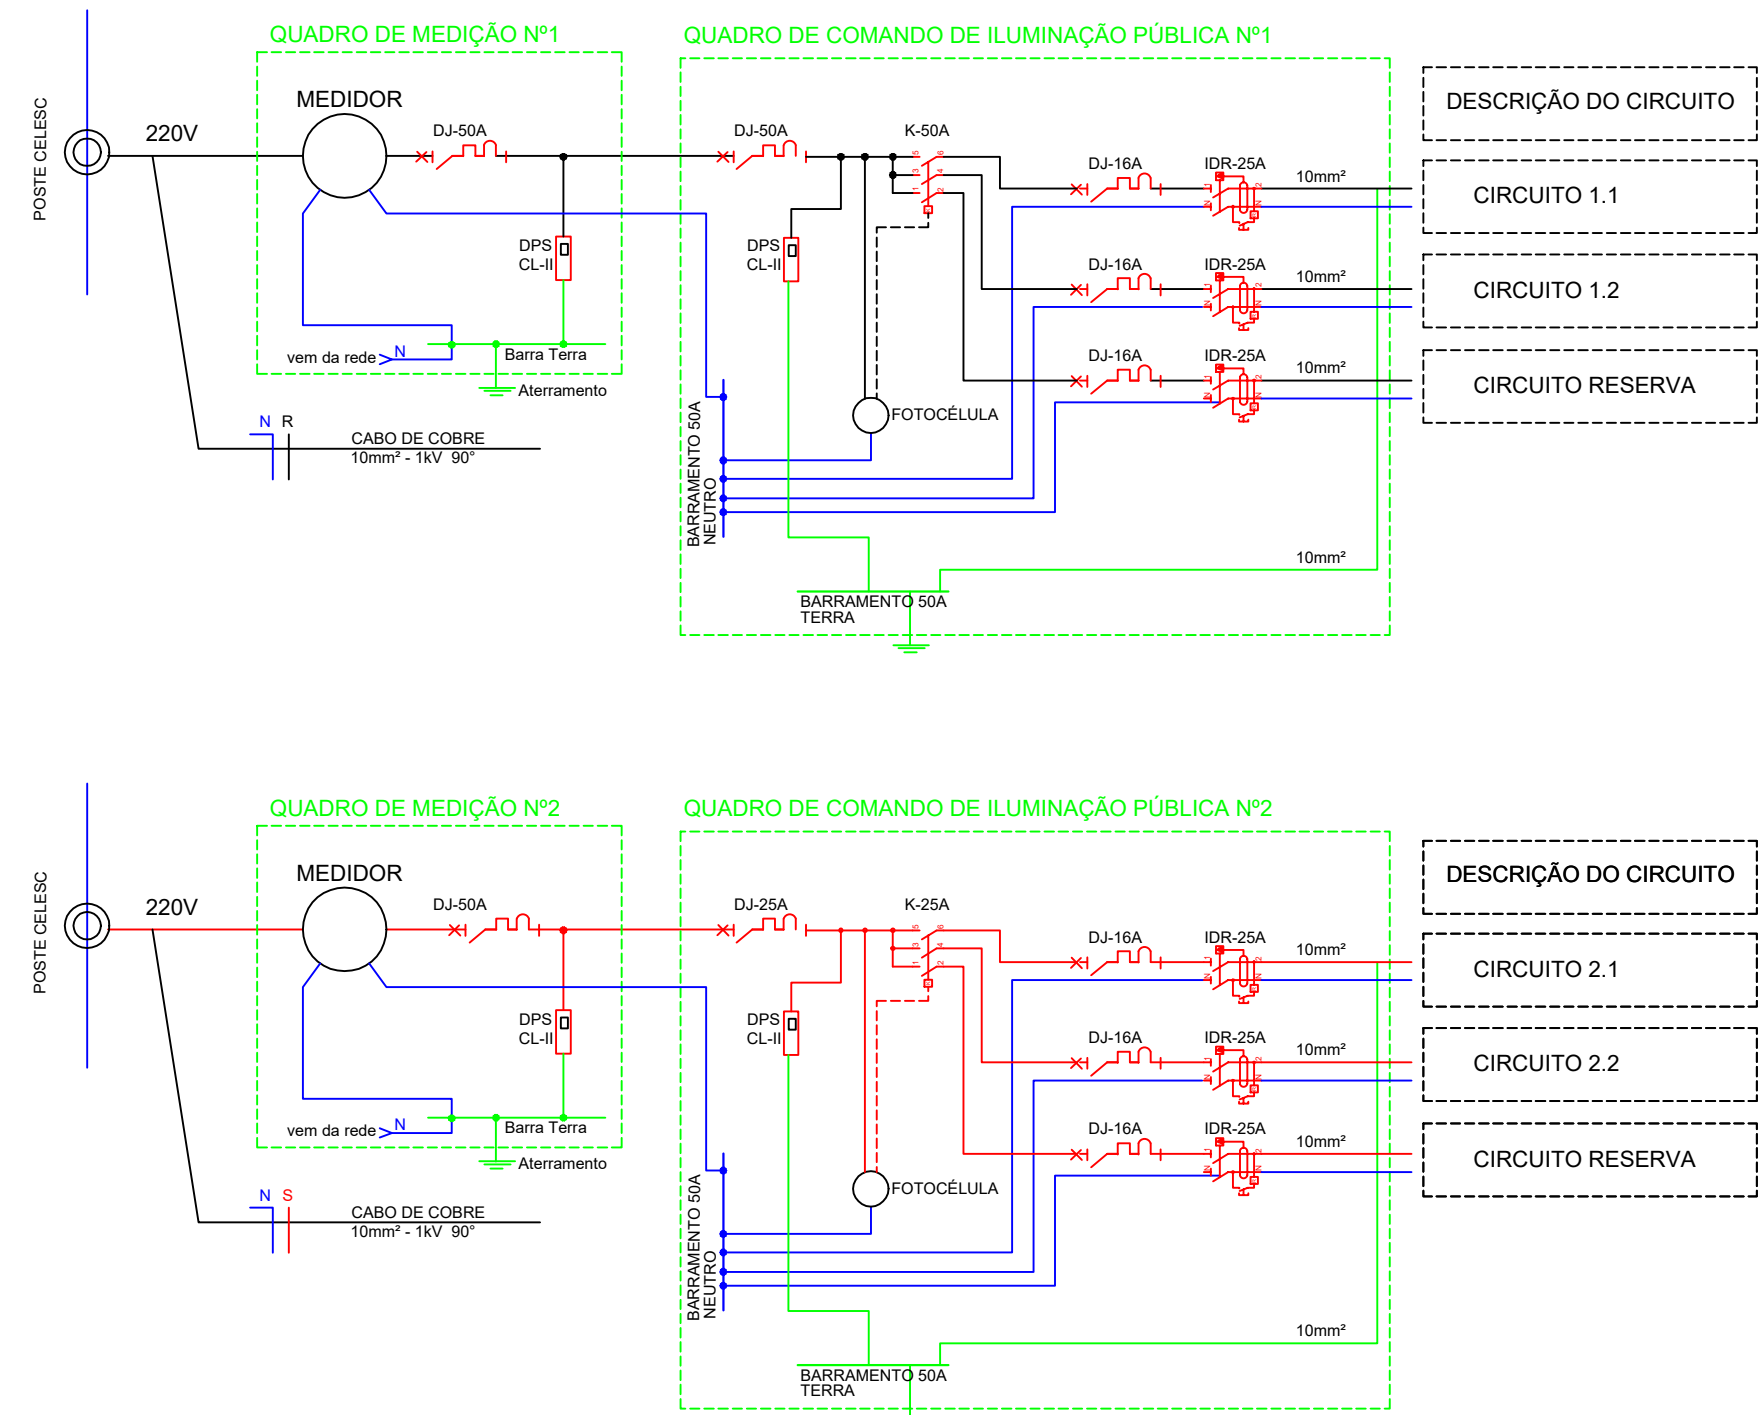 QUADRO DE MEDIÇÃO Nº1
QUADRO DE COMANDO DE ILUMINAÇÃO PÚBLICA Nº1
POSTE CELESC
220V
MEDIDOR
DJ-50A
DPS
CL-II
vem da rede
N
Barra Terra
Aterramento
N R
CABO DE COBRE
10mm² - 1kV 90°
DJ-50A
K-50A
DPS
CL-II
FOTOCÉLULA
BARRAMENTO 50A
NEUTRO
BARRAMENTO 50A
TERRA
DJ-16A
IDR-25A
10mm²
DJ-16A
IDR-25A
10mm²
DJ-16A
IDR-25A
10mm²
10mm²
DESCRIÇÃO DO CIRCUITO
CIRCUITO 1.1
CIRCUITO 1.2
CIRCUITO RESERVA
QUADRO DE MEDIÇÃO Nº2
QUADRO DE COMANDO DE ILUMINAÇÃO PÚBLICA Nº2
POSTE CELESC
220V
MEDIDOR
DJ-50A
DPS
CL-II
vem da rede
N
Barra Terra
Aterramento
N S
CABO DE COBRE
10mm² - 1kV 90°
DJ-25A
K-25A
DPS
CL-II
FOTOCÉLULA
BARRAMENTO 50A
NEUTRO
BARRAMENTO 50A
TERRA
DJ-16A
IDR-25A
10mm²
DJ-16A
IDR-25A
10mm²
DJ-16A
IDR-25A
10mm²
10mm²
DESCRIÇÃO DO CIRCUITO
CIRCUITO 2.1
CIRCUITO 2.2
CIRCUITO RESERVA